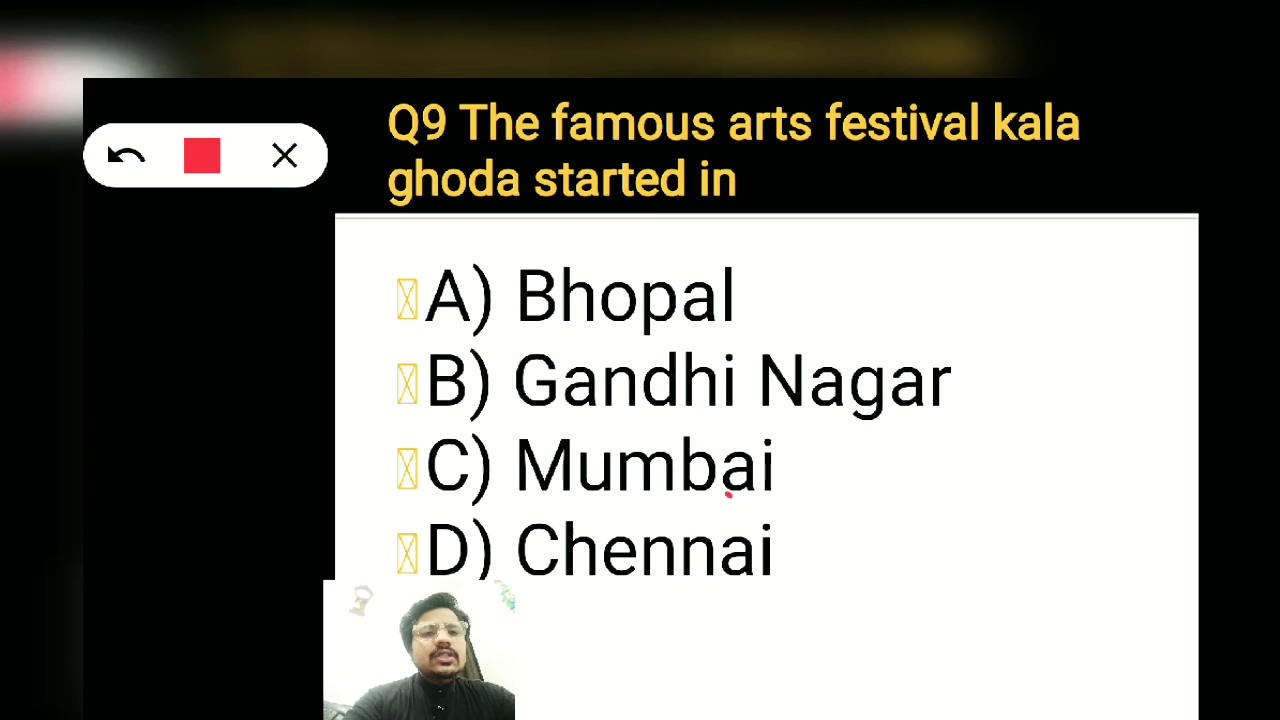 Q9 The famous arts festival kala
ghoda started in
A) Bhopal
B) Gandhi Nagar
C) Mumbai
D) Chennai